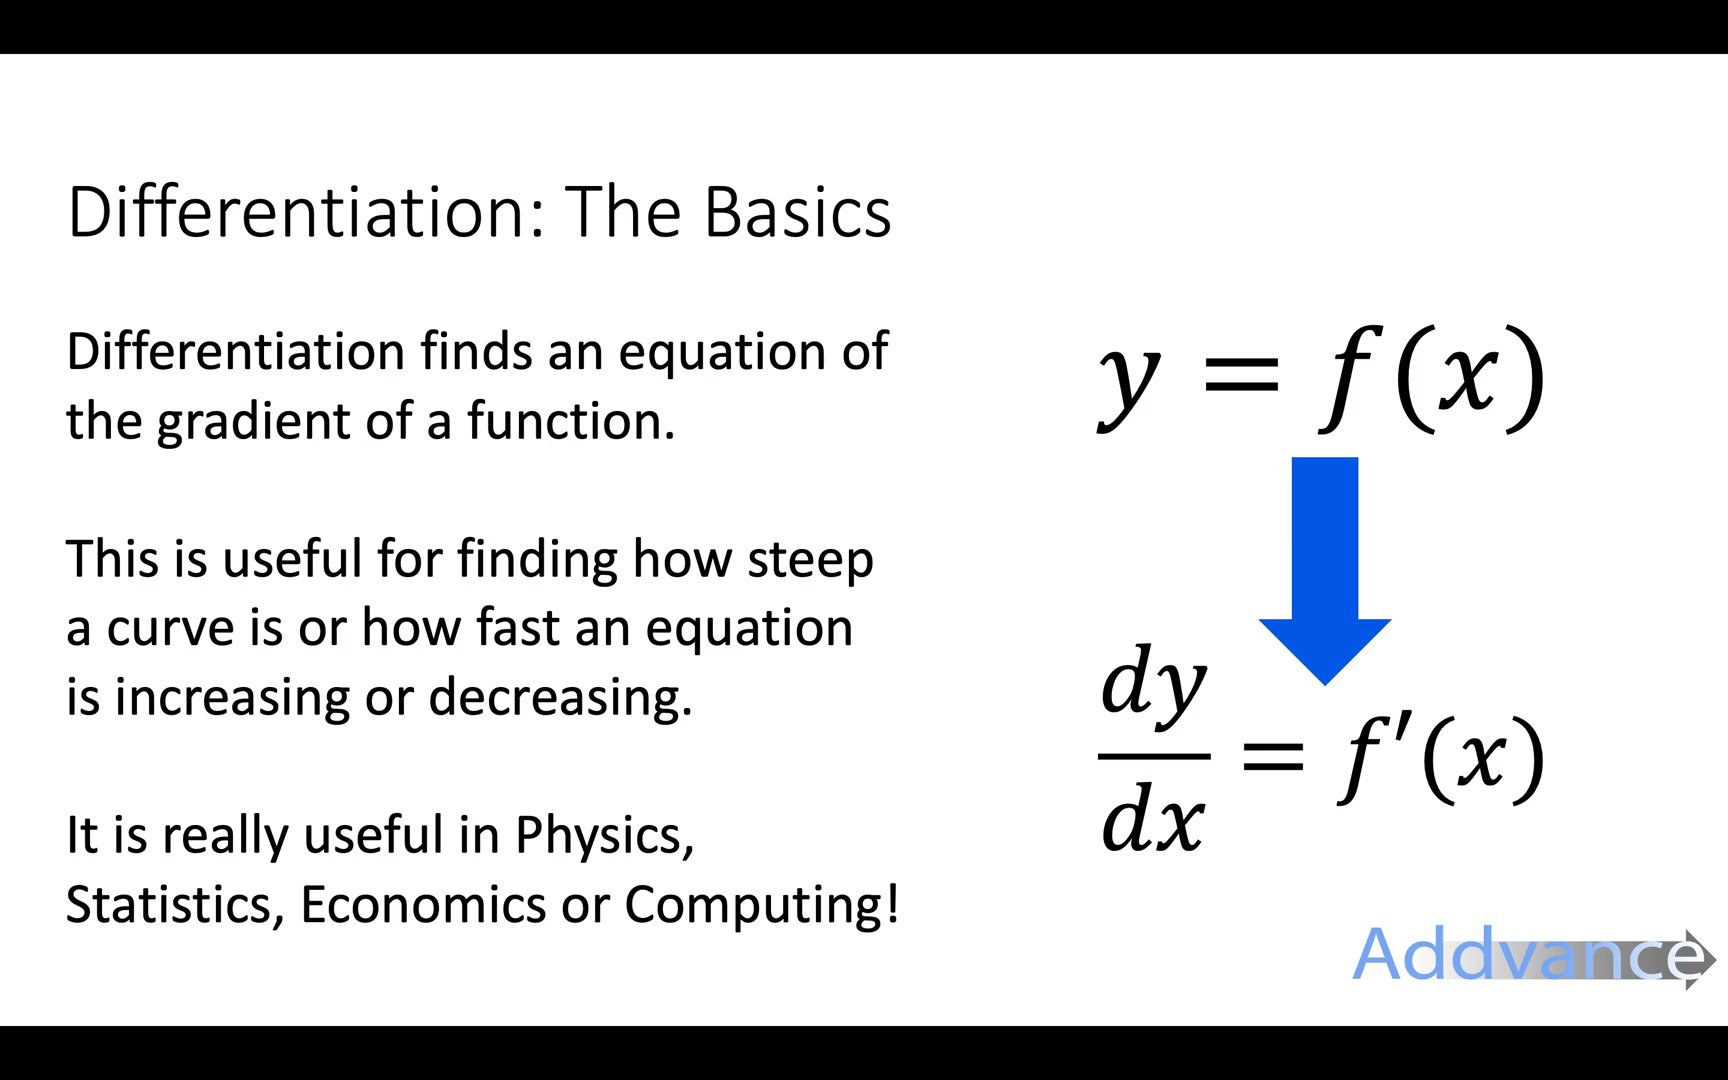 Differentiation: The Basics
Differentiation finds an equation of
the gradient of a function.
This is useful for finding how steep
a curve is or how fast an equation
is increasing or decreasing.
It is really useful in Physics,
Statistics, Economics or Computing!
y = f(x)
dy/dx = f′(x)
Addvance